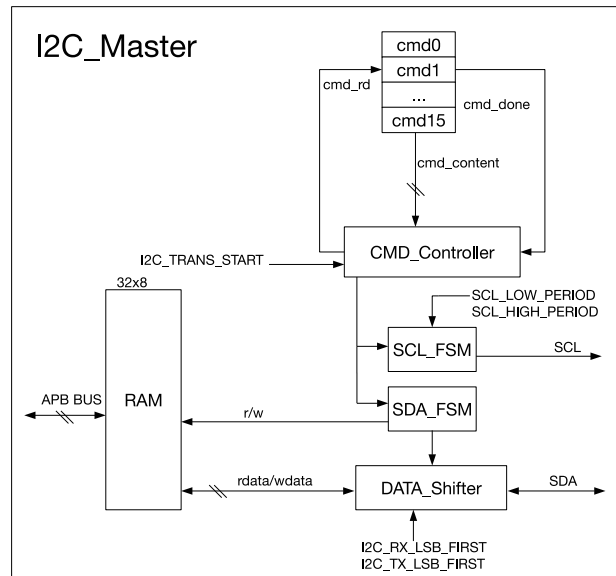 I2C_Master
cmd0
cmd1
...
cmd15
cmd_rd
cmd_done
cmd_content
CMD_Controller
I2C_TRANS_START
32x8
SCL_LOW_PERIOD
SCL_HIGH_PERIOD
SCL_FSM
SCL
APB BUS
RAM
r/w
SDA_FSM
rdata/wdata
DATA_Shifter
SDA
I2C_RX_LSB_FIRST
I2C_TX_LSB_FIRST